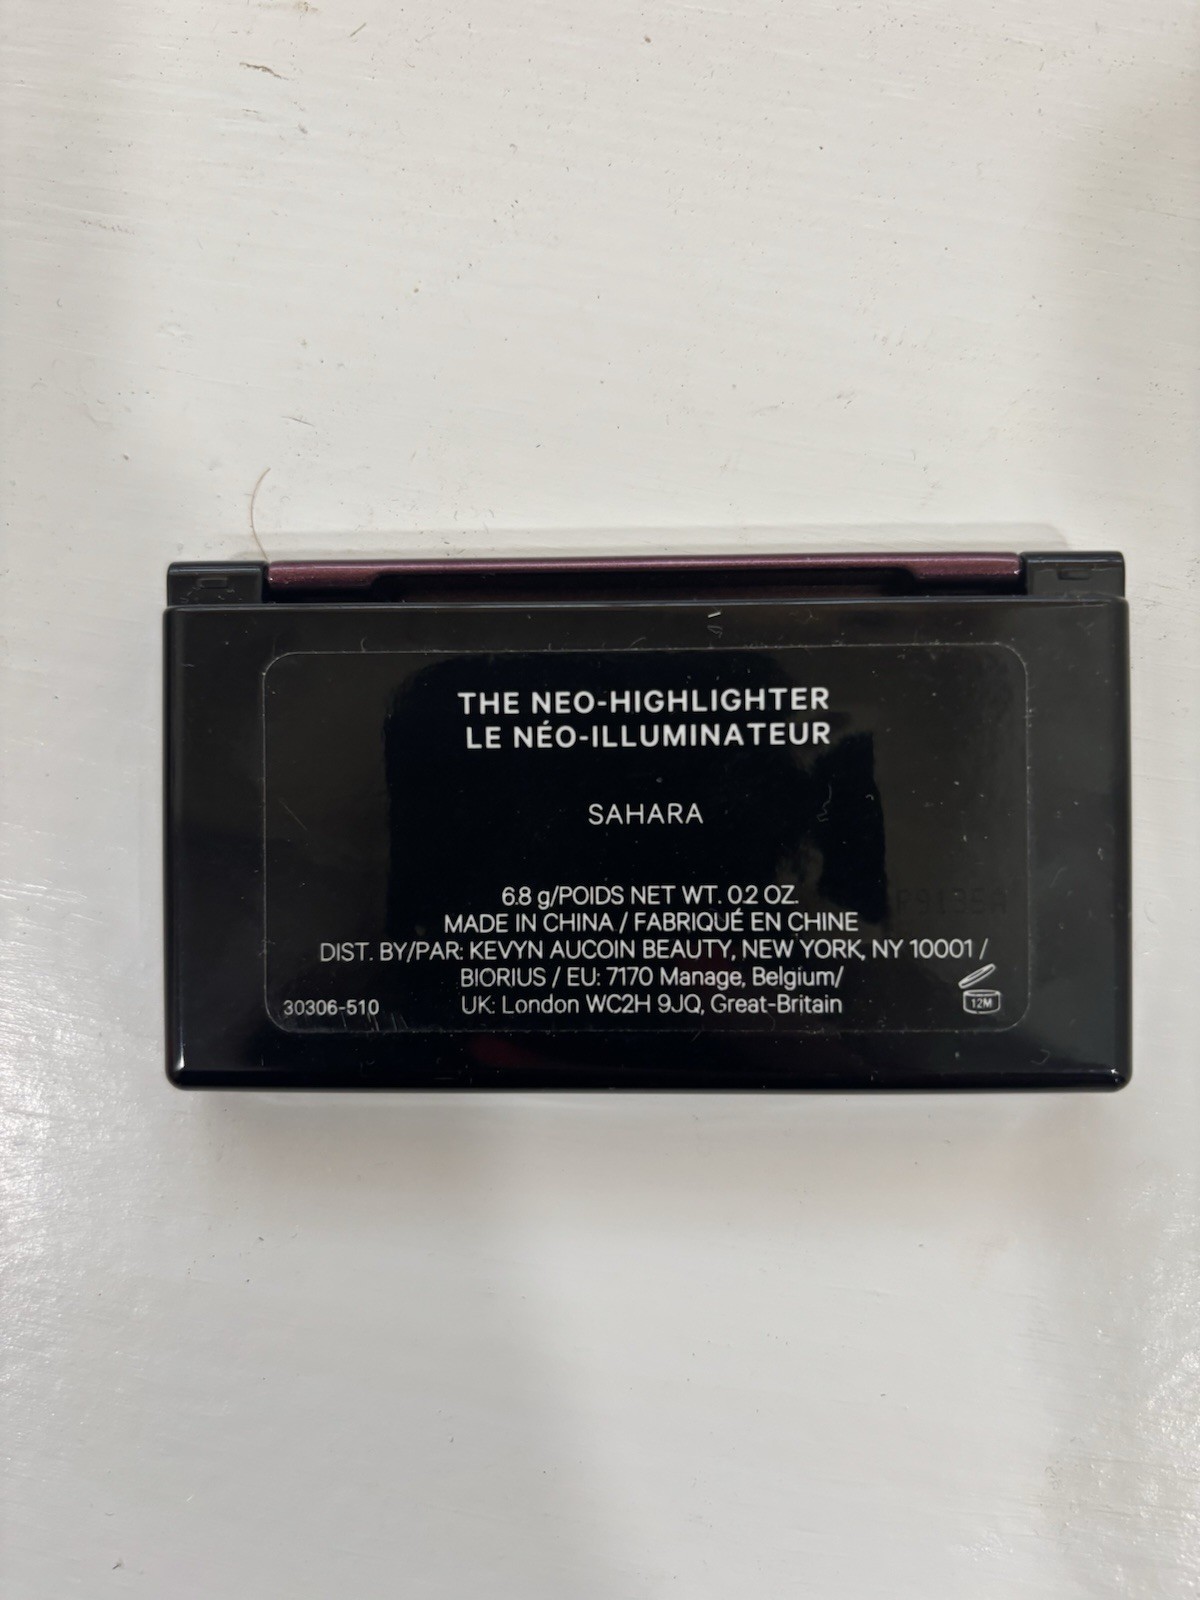 THE NEO-HIGHLIGHTER
LE NÉO-ILLUMINATEUR
SAHARA
6.8 g/POIDS NET WT. 0.2 OZ.
MADE IN CHINA / FABRIQUÉ EN CHINE
DIST. BY/PAR: KEVYN AUCOIN BEAUTY, NEW YORK, NY 10001 /
BIORIUS / EU: 7170 Manage, Belgium/
UK: London WC2H 9JQ, Great-Britain
30306-510
12M